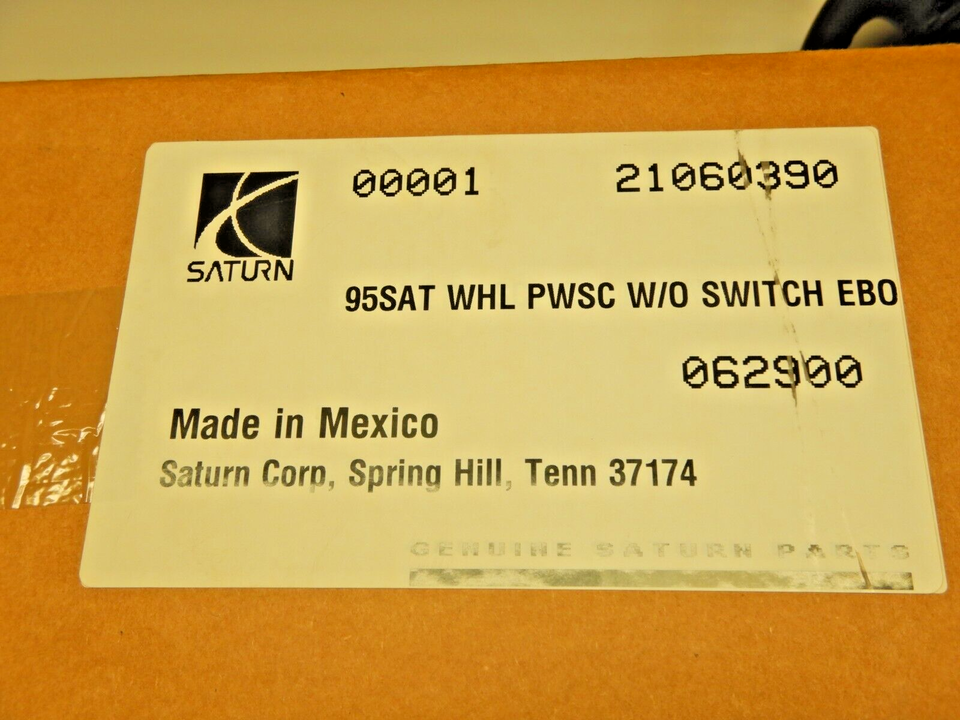 00001 21060390
SATURN
95SAT WHL PWSC W/O SWITCH EBO
062900
Made in Mexico
Saturn Corp, Spring Hill, Tenn 37174
GENUINE SATURN PARTS